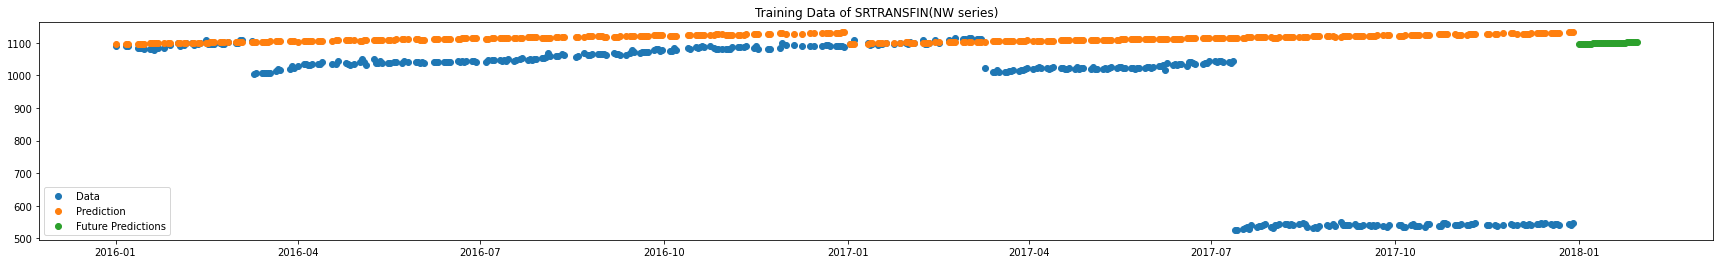 Training Data of SRTRANSFIN(NW series)
1100
1000
900
800
700
600
500
Data
Prediction
Future Predictions
2016-01 2016-04 2016-07 2016-10 2017-01 2017-04 2017-07 2017-10 2018-01